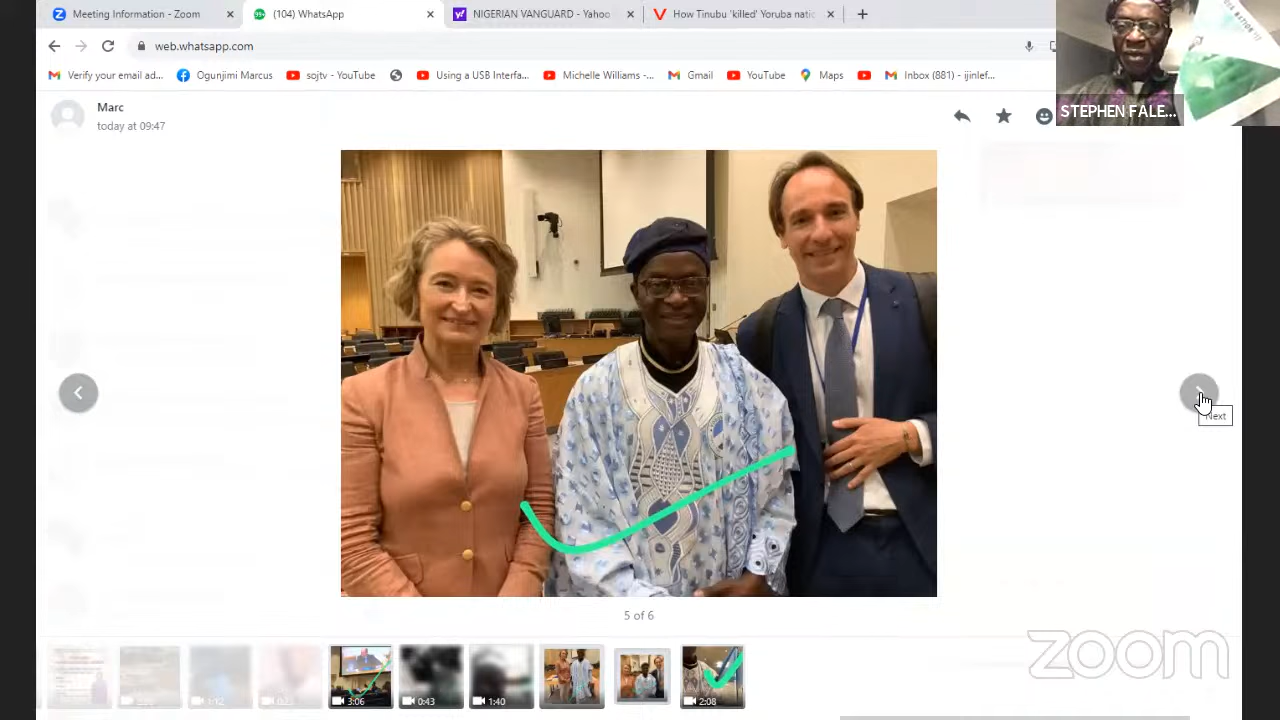 Meeting Information - Zoom
(104) WhatsApp
NIGERIAN VANGUARD - Yahoo
How Tinubu 'killed' Yoruba nati
web.whatsapp.com
Verify your email ad...
Ogunjimi Marcus
sojtv - YouTube
Using a USB Interfa...
Michelle Williams -...
Gmail
YouTube
Maps
Inbox (881) - ijinlef...
STEPHEN FALE...
Marc
today at 09:47
Next
5 of 6
3:06
0:43
1:40
2:08
zoom